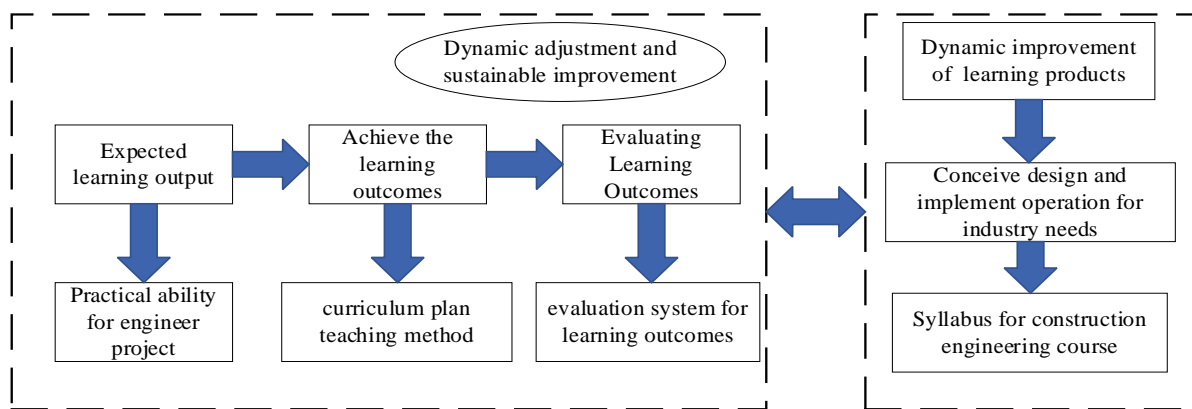 Dynamic adjustment and
sustainable improvement
Expected
learning output
Achieve the
learning
outcomes
Evaluating
Learning
Outcomes
Practical ability
for engineer
project
curriculum plan
teaching method
evaluation system for
learning outcomes
Dynamic improvement
of learning products
Conceive design and
implement operation for
industry needs
Syllabus for construction
engineering course